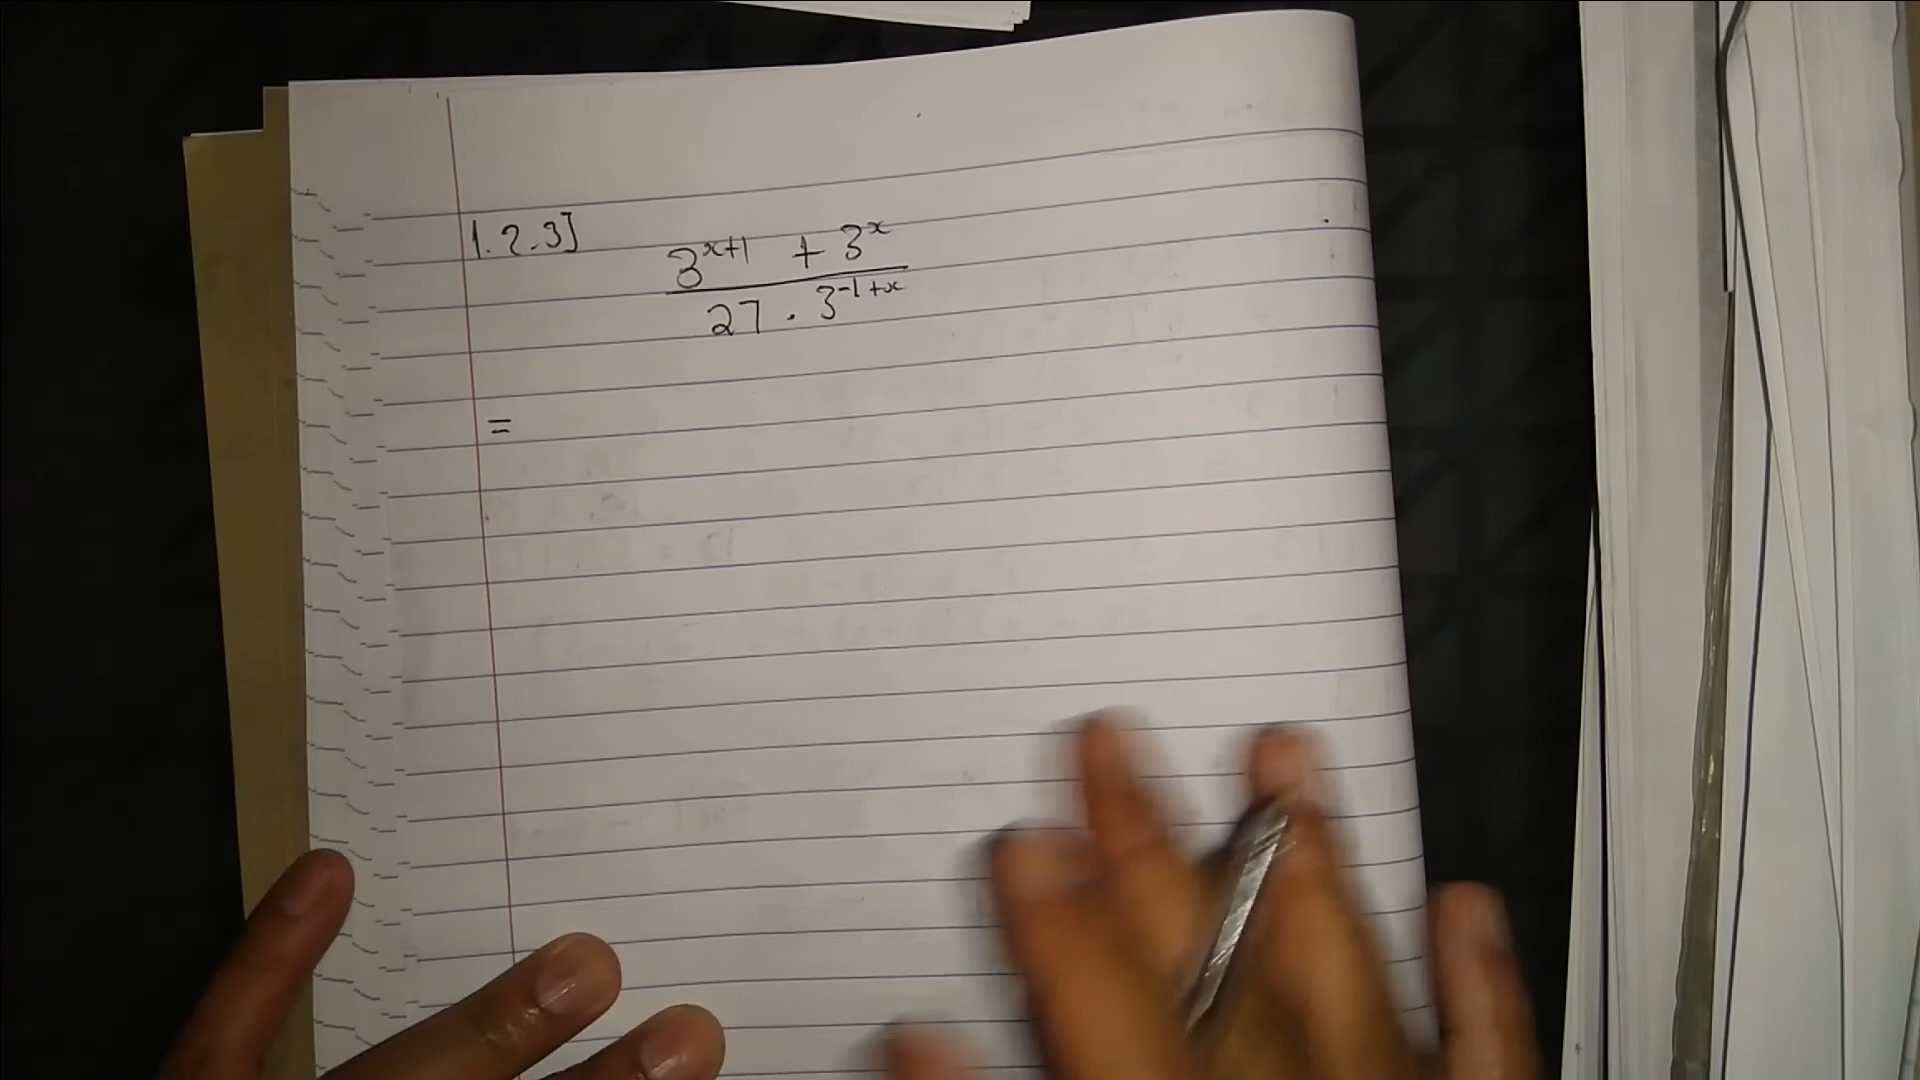 1.2.3]
3^{x+1} + 3^x
27 . 3^{-1+x}
=